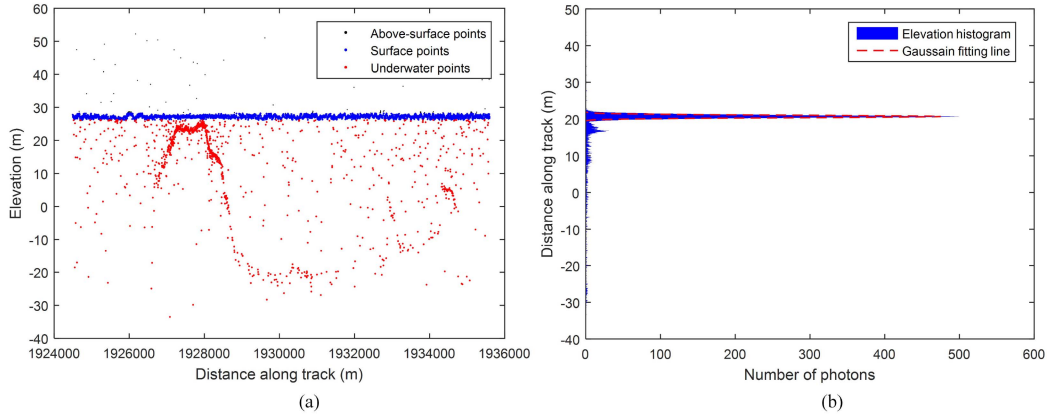 60
50
40
30
20
10
0
-10
-20
-30
-40
Elevation (m)
1924000 1926000 1928000 1930000 1932000 1934000 1936000
Distance along track (m)
Above-surface points
Surface points
Underwater points
(a)
50
40
30
20
20
10
0
-10
-20
-30
-40
Distance along track (m)
0 100 200 300 400 500 600
Number of photons
Elevation histogram
Gaussain fitting line
(b)